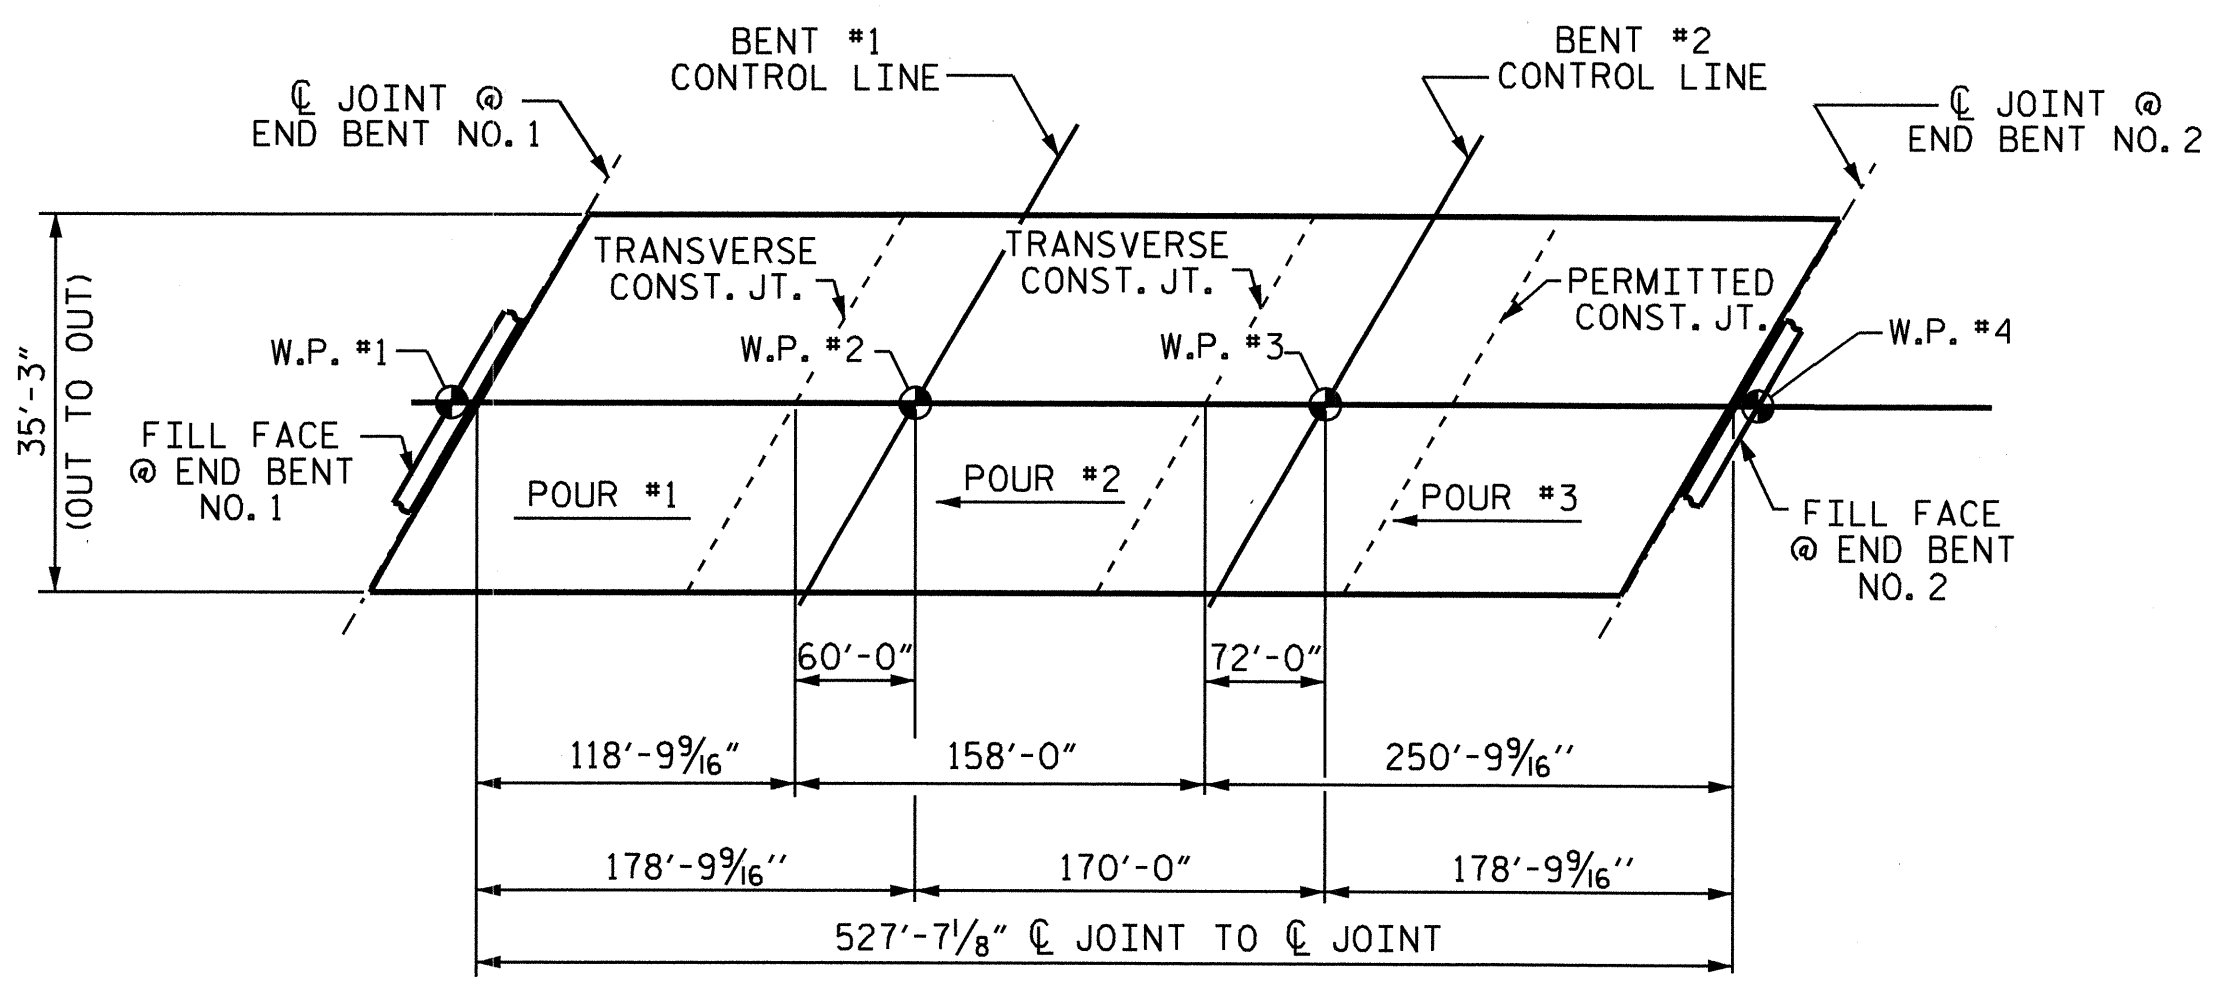 BENT #1
CONTROL LINE
BENT #2
CONTROL LINE
℄ JOINT @
END BENT NO. 1
℄ JOINT @
END BENT NO. 2
TRANSVERSE
CONST. JT.
TRANSVERSE
CONST. JT.
PERMITTED
CONST. JT.
W.P. #1
W.P. #2
W.P. #3
W.P. #4
35'-3"
(OUT TO OUT)
FILL FACE
@ END BENT
NO. 1
POUR #1
POUR #2
POUR #3
FILL FACE
@ END BENT
NO. 2
60'-0"
72'-0"
118'-9 9/16"
158'-0"
250'-9 9/16"
178'-9 9/16"
170'-0"
178'-9 9/16"
527'-7 1/8" ℄ JOINT TO ℄ JOINT